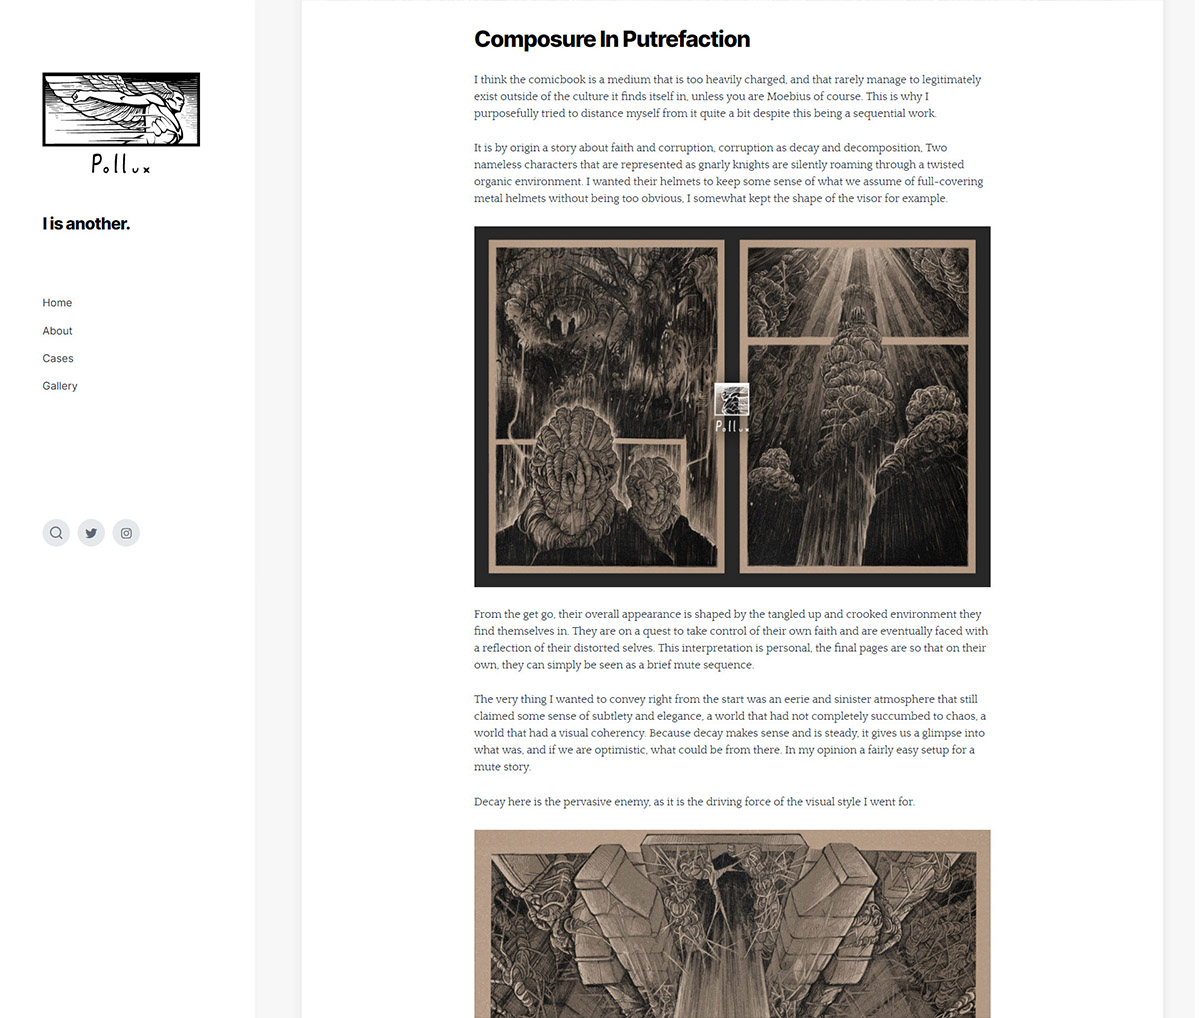 Pollux
I is another.
Home
About
Cases
Gallery
Composure In Putrefaction
I think the comicbook is a medium that is too heavily charged, and that rarely manage to legitimately
exist outside of the culture it finds itself in, unless you are Moebius of course. This is why I
purposefully tried to distance myself from it quite a bit despite this being a sequential work.
It is by origin a story about faith and corruption, corruption as decay and decomposition, Two
nameless characters that are represented as gnarly knights are silently roaming through a twisted
organic environment. I wanted their helmets to keep some sense of what we assume of full-covering
metal helmets without being too obvious, I somewhat kept the shape of the visor for example.
Pollux
From the get go, their overall appearance is shaped by the tangled up and crooked environment they
find themselves in. They are on a quest to take control of their own faith and are eventually faced with
a reflection of their distorted selves. This interpretation is personal, the final pages are so that on their
own, they can simply be seen as a brief mute sequence.
The very thing I wanted to convey right from the start was an eerie and sinister atmosphere that still
claimed some sense of subtlety and elegance, a world that had not completely succumbed to chaos, a
world that had a visual coherency. Because decay makes sense and is steady, it gives us a glimpse into
what was, and if we are optimistic, what could be from there. In my opinion a fairly easy setup for a
mute story.
Decay here is the pervasive enemy, as it is the driving force of the visual style I went for.